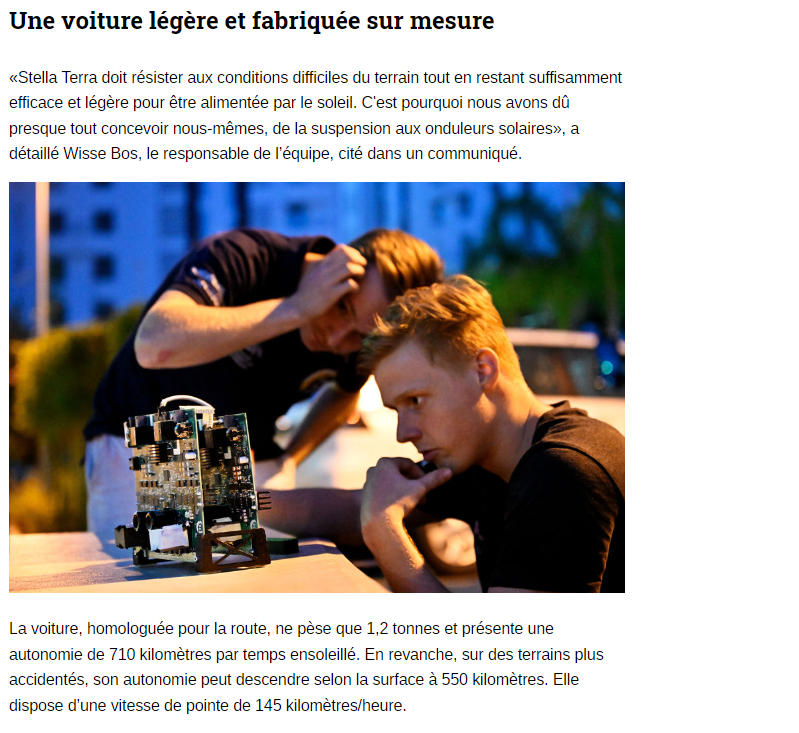 Une voiture légère et fabriquée sur mesure
«Stella Terra doit résister aux conditions difficiles du terrain tout en restant suffisamment
efficace et légère pour être alimentée par le soleil. C'est pourquoi nous avons dû
presque tout concevoir nous-mêmes, de la suspension aux onduleurs solaires», a
détaillé Wisse Bos, le responsable de l’équipe, cité dans un communiqué.
La voiture, homologuée pour la route, ne pèse que 1,2 tonnes et présente une
autonomie de 710 kilomètres par temps ensoleillé. En revanche, sur des terrains plus
accidentés, son autonomie peut descendre selon la surface à 550 kilomètres. Elle
dispose d’une vitesse de pointe de 145 kilomètres/heure.